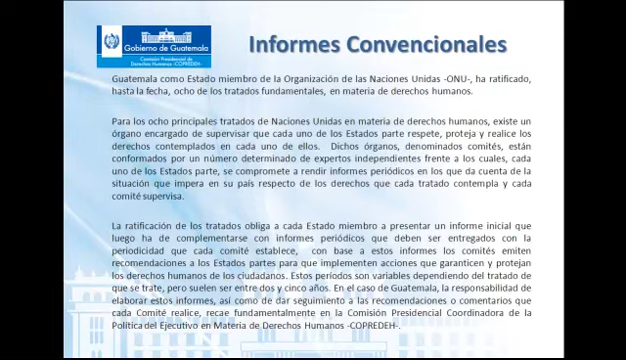 Gobierno de Guatemala
Comisión Presidencial de
Derechos Humanos -COPREDEH-
Informes Convencionales
Guatemala como Estado miembro de la Organización de las Naciones Unidas -ONU-, ha ratificado,
hasta la fecha, ocho de los tratados fundamentales, en materia de derechos humanos.
Para los ocho principales tratados de Naciones Unidas en materia de derechos humanos, existe un
órgano encargado de supervisar que cada uno de los Estados parte respete, proteja y realice los
derechos contemplados en cada uno de ellos. Dichos órganos, denominados comités, están
conformados por un número determinado de expertos independientes frente a los cuales, cada
uno de los Estados parte, se compromete a rendir informes periódicos en los que da cuenta de la
situación que impera en su país respecto de los derechos que cada tratado contempla y cada
comité supervisa.
La ratificación de los tratados obliga a cada Estado miembro a presentar un informe inicial que
luego ha de complementarse con informes periódicos que deben ser entregados con la
periodicidad que cada comité establece, con base a estos informes los comités emiten
recomendaciones a los Estados partes para que implementen acciones que garanticen y protejan
los derechos humanos de los ciudadanos. Estos períodos son variables dependiendo del tratado de
que se trate, pero suelen ser entre dos y cinco años. En el caso de Guatemala, la responsabilidad de
elaborar estos informes, así como de dar seguimiento a las recomendaciones o comentarios que
cada Comité realice, recae fundamentalmente en la Comisión Presidencial Coordinadora de la
Política del Ejecutivo en Materia de Derechos Humanos -COPREDEH-.